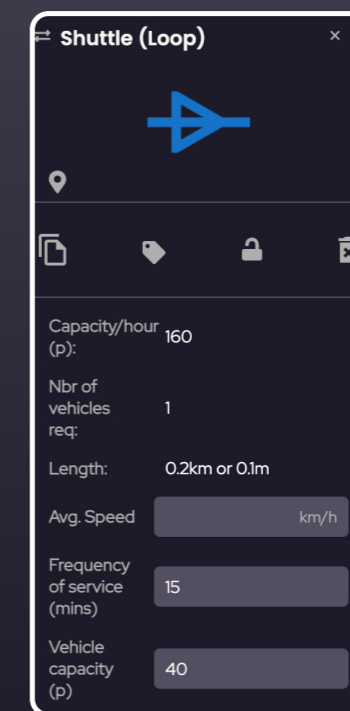 Shuttle (Loop)
Capacity/hour
(p):
160
Nbr of
vehicles
req:
1
Length:
0.2km or 0.1m
Avg. Speed
km/h
Frequency
of service
(mins)
15
Vehicle
capacity
(p)
40